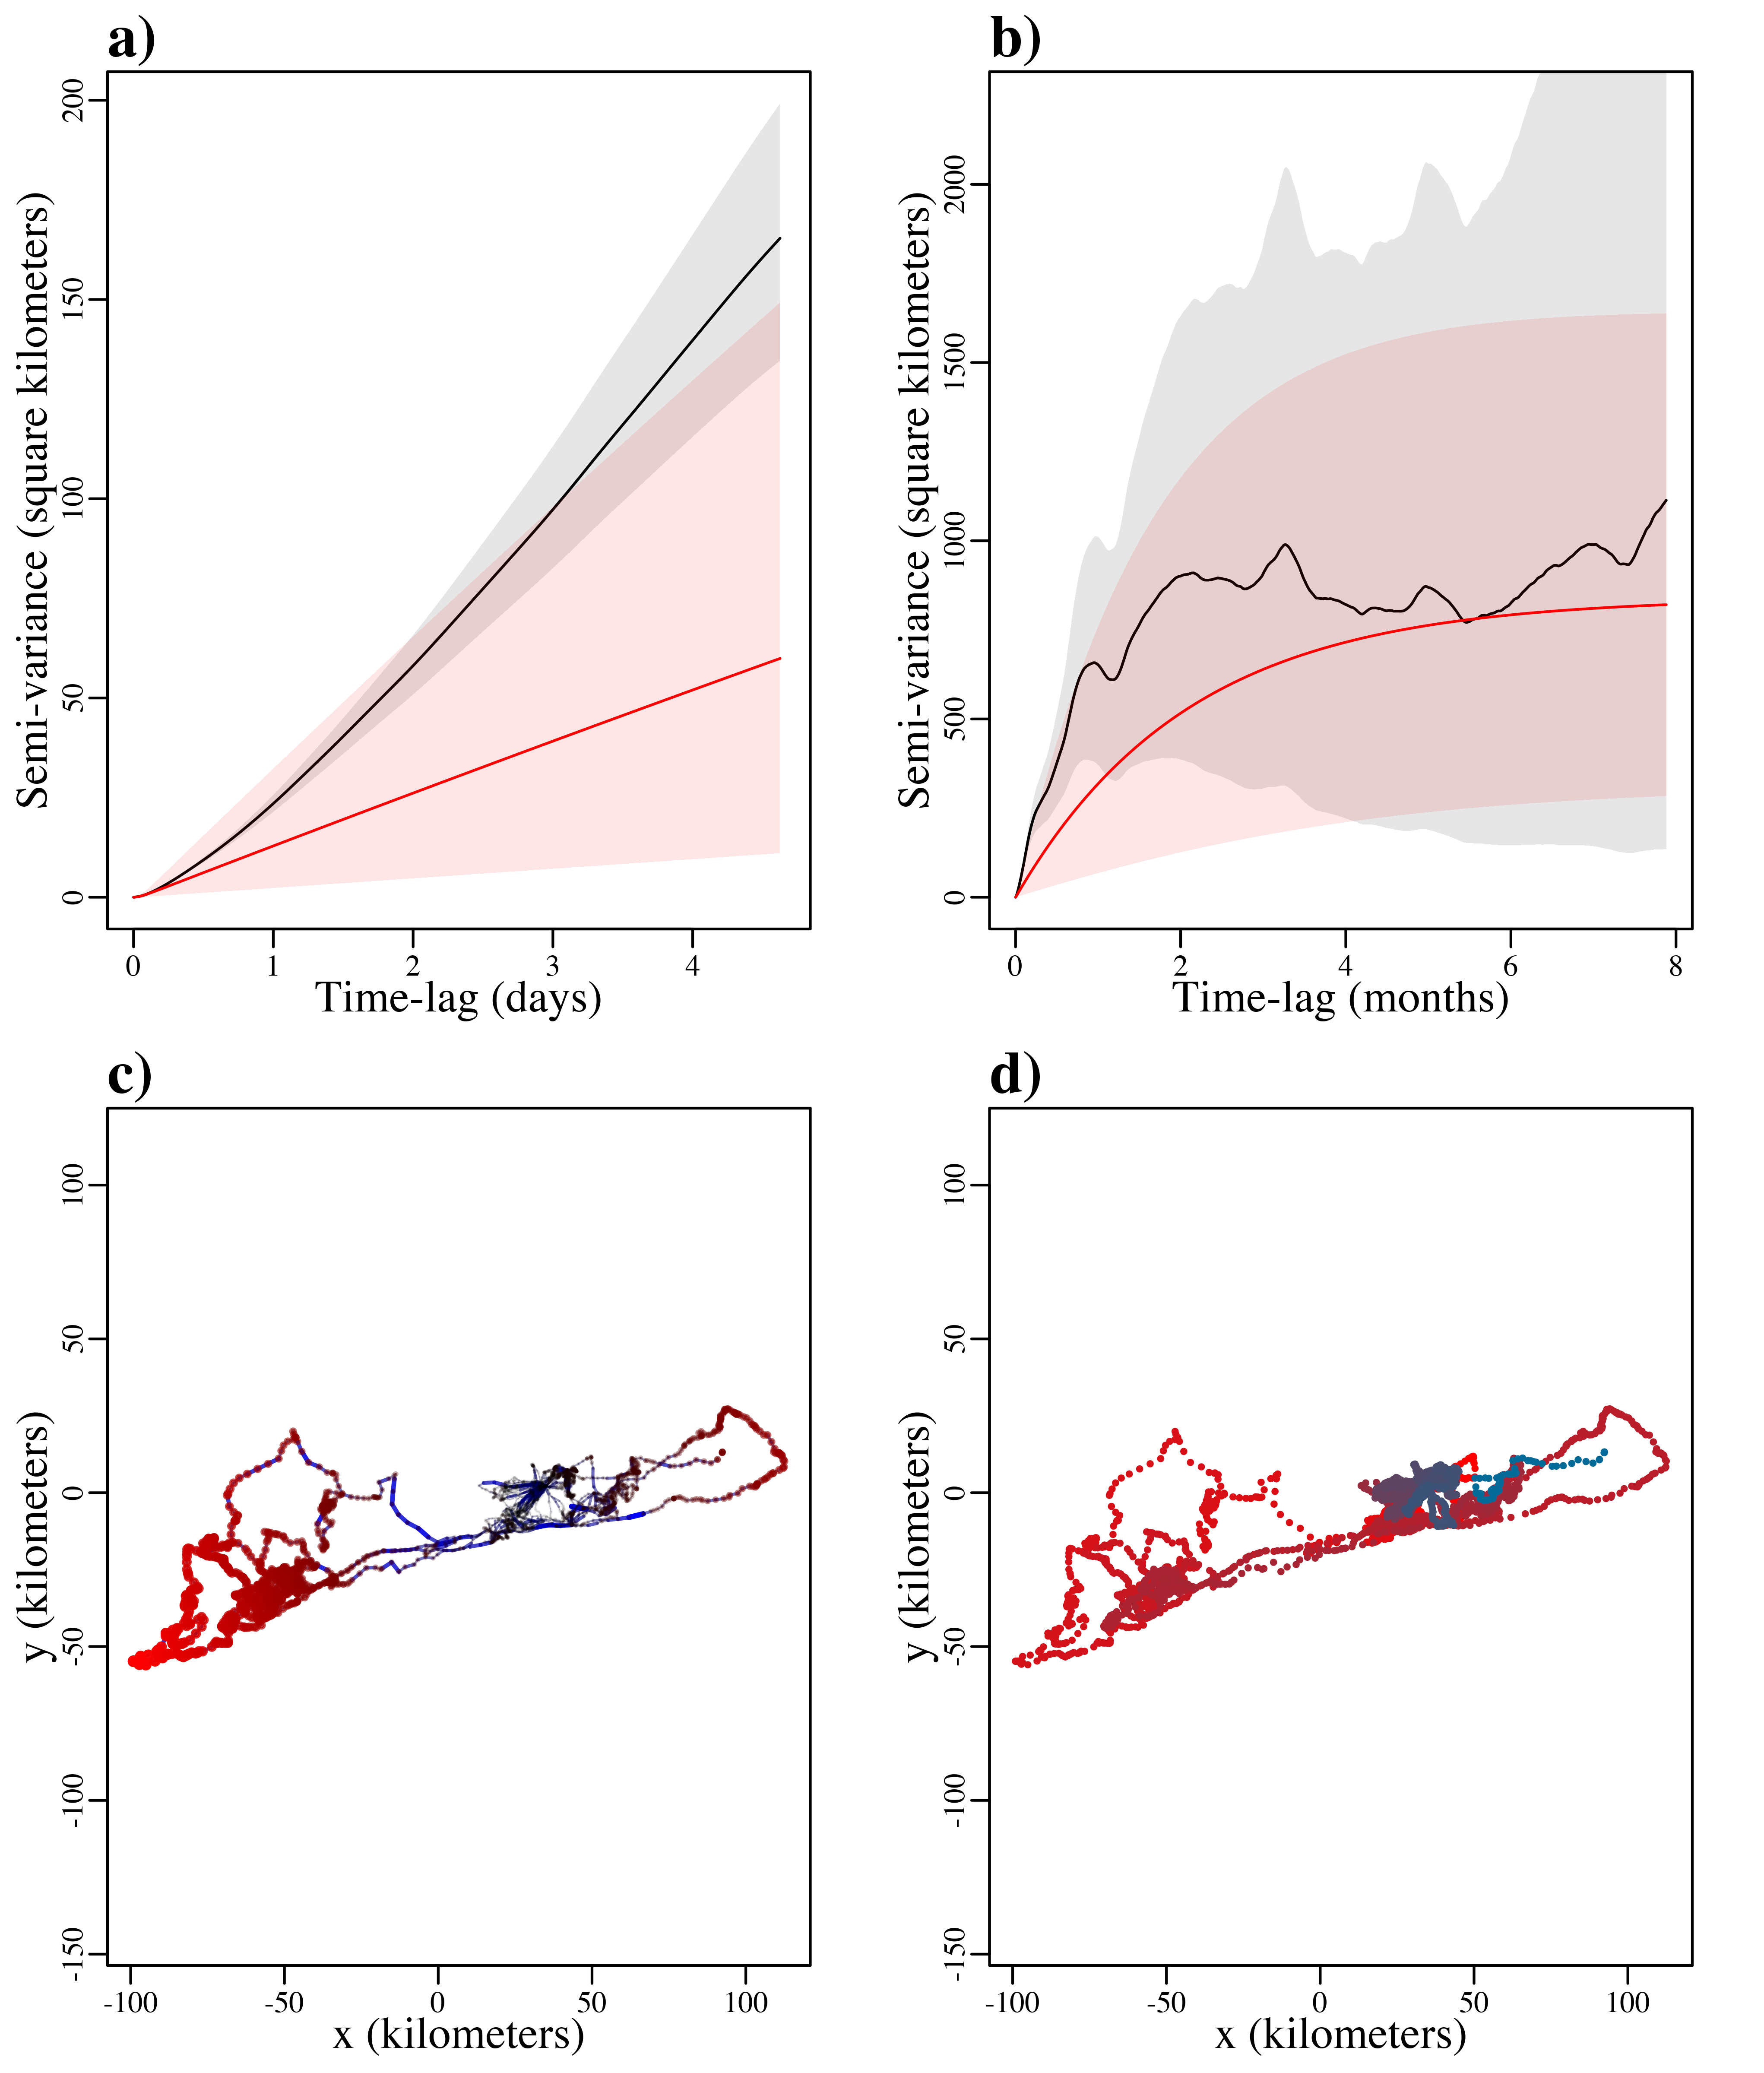 a)
Semi-variance (square kilometers)
200
150
100
50
0
0 1 2 3 4
Time-lag (days)
b)
Semi-variance (square kilometers)
2000
1500
1000
500
0
0 2 4 6 8
Time-lag (months)
c)
y (kilometers)
100
50
0
-50
-100
-150
-100 -50 0 50 100
x (kilometers)
d)
y (kilometers)
100
50
0
-50
-100
-150
-100 -50 0 50 100
x (kilometers)